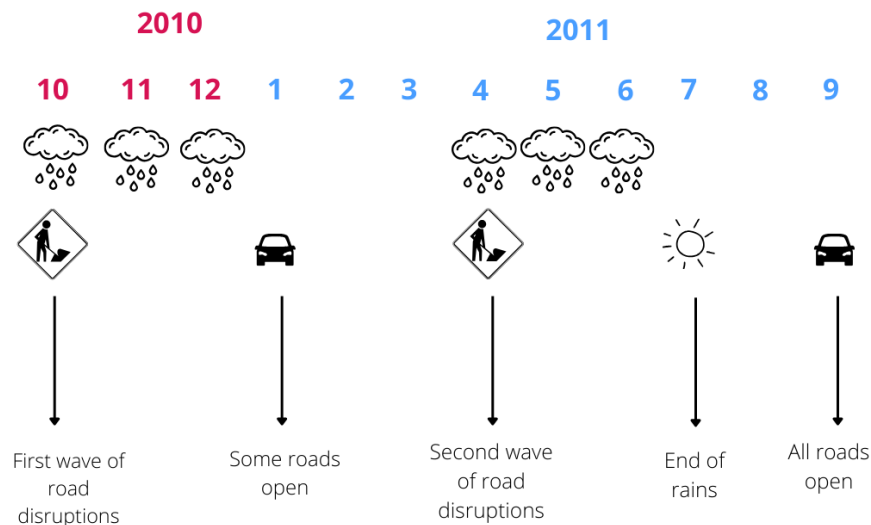 2010
2011
10 11 12 1 2 3 4 5 6 7 8 9
First wave of
road
disruptions
Some roads
open
Second wave
of road
disruptions
End of
rains
All roads
open